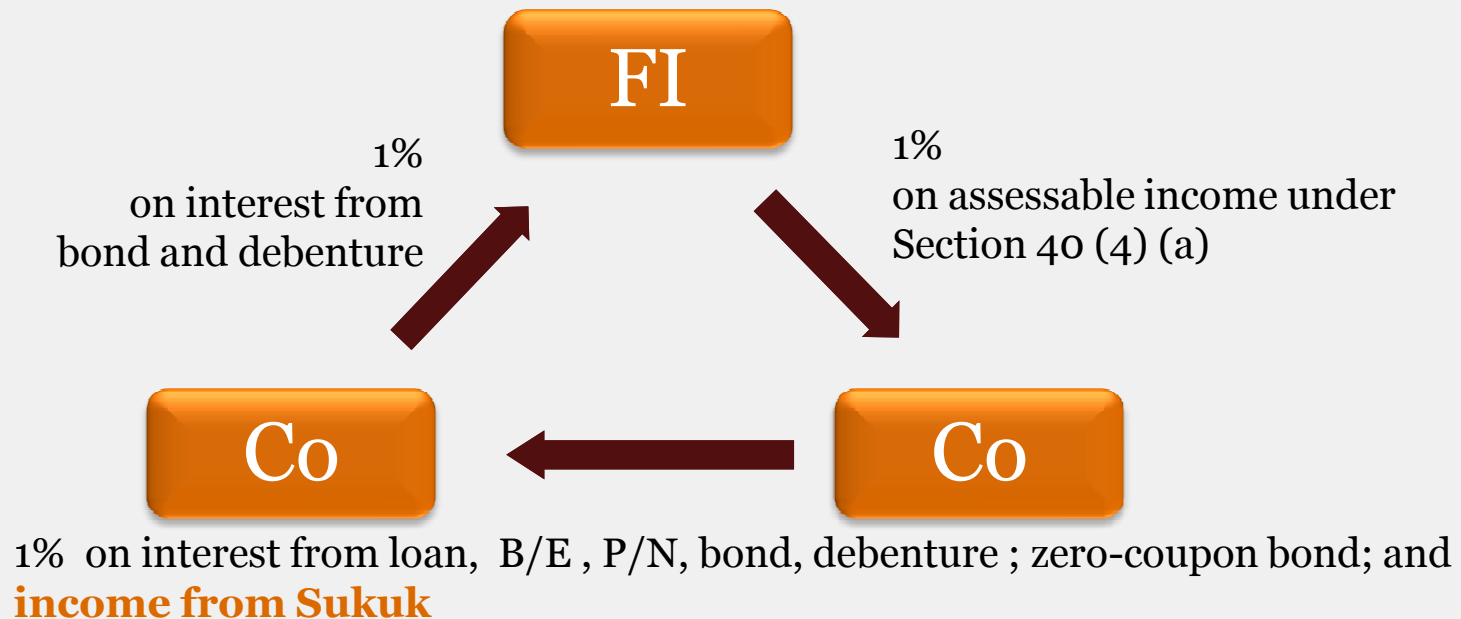 FI
1%
on interest from
bond and debenture
1%
on assessable income under
Section 40 (4) (a)
Co
Co
1% on interest from loan, B/E , P/N, bond, debenture ; zero-coupon bond; and
income from Sukuk